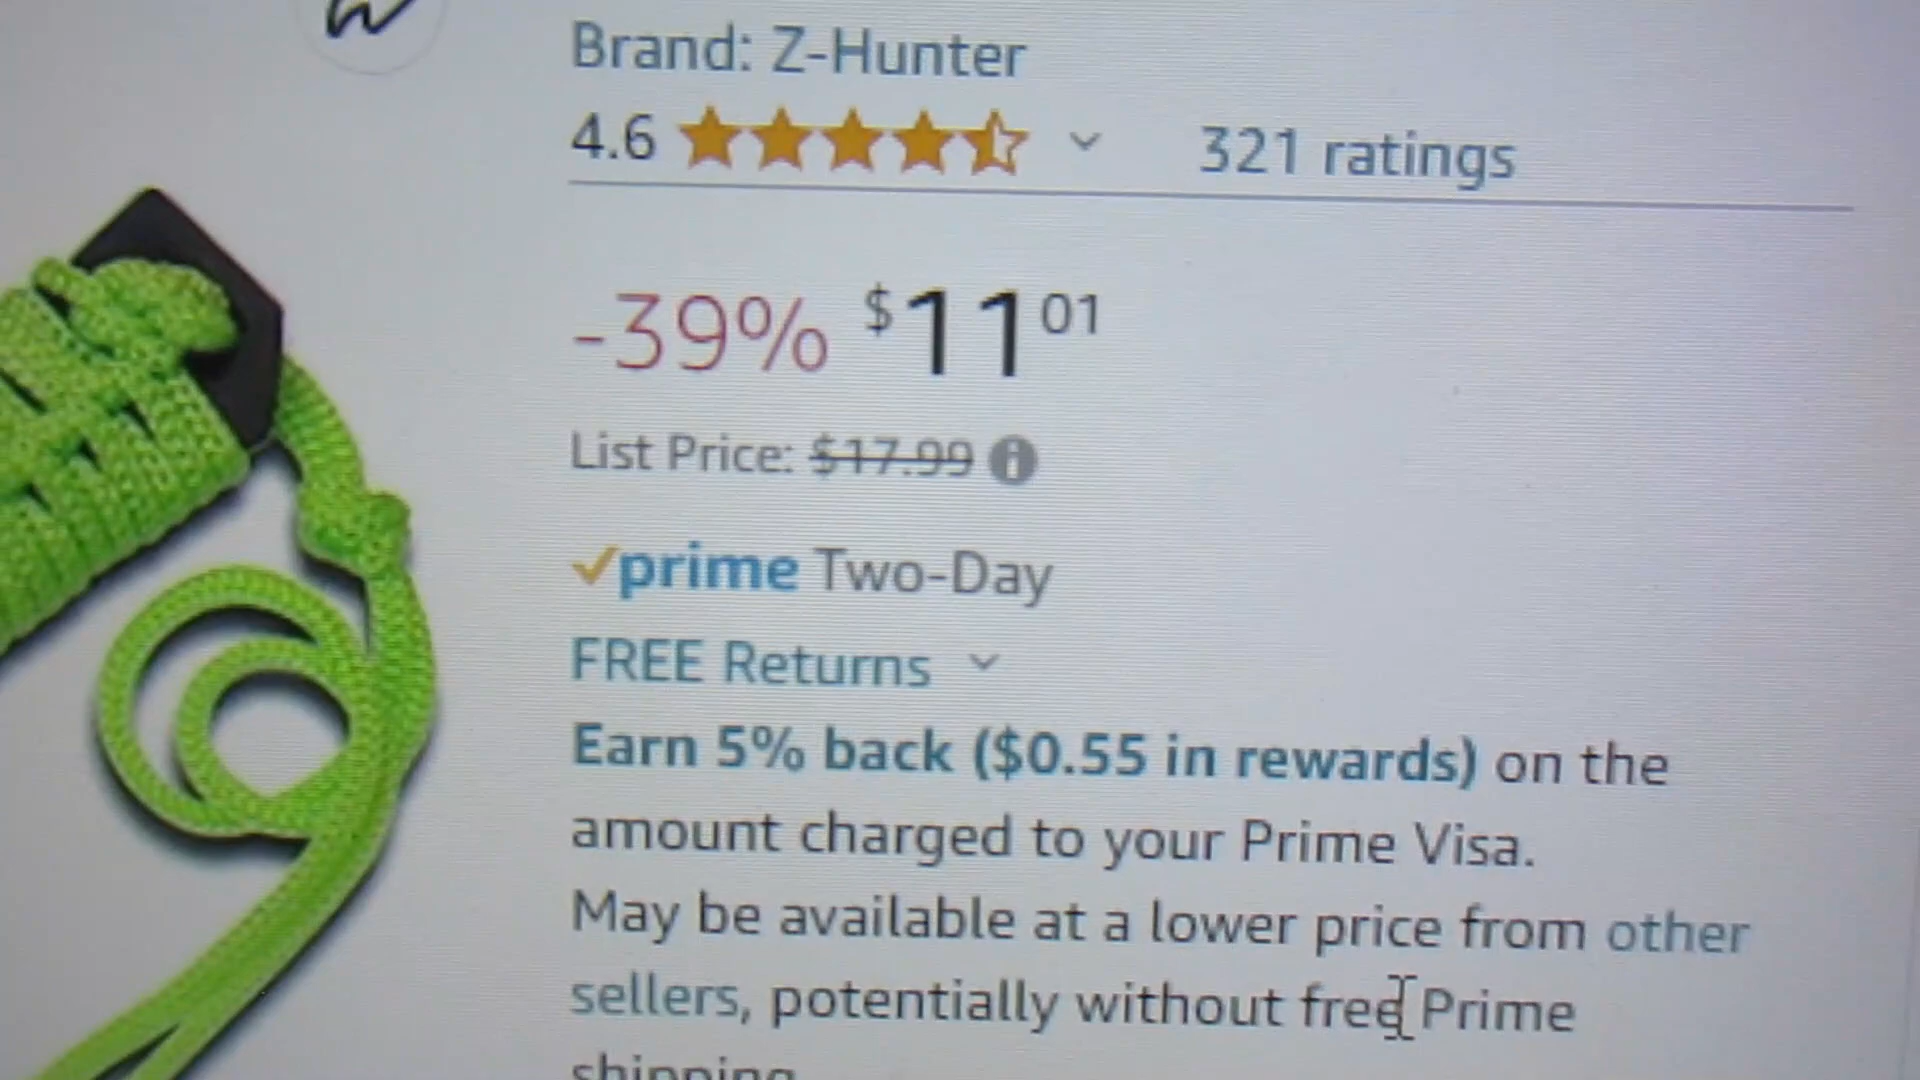 Brand: Z-Hunter
4.6 321 ratings
-39% $11 01
List Price: $17.99
prime Two-Day
FREE Returns
Earn 5% back ($0.55 in rewards) on the
amount charged to your Prime Visa.
May be available at a lower price from other
sellers, potentially without free Prime
shipping